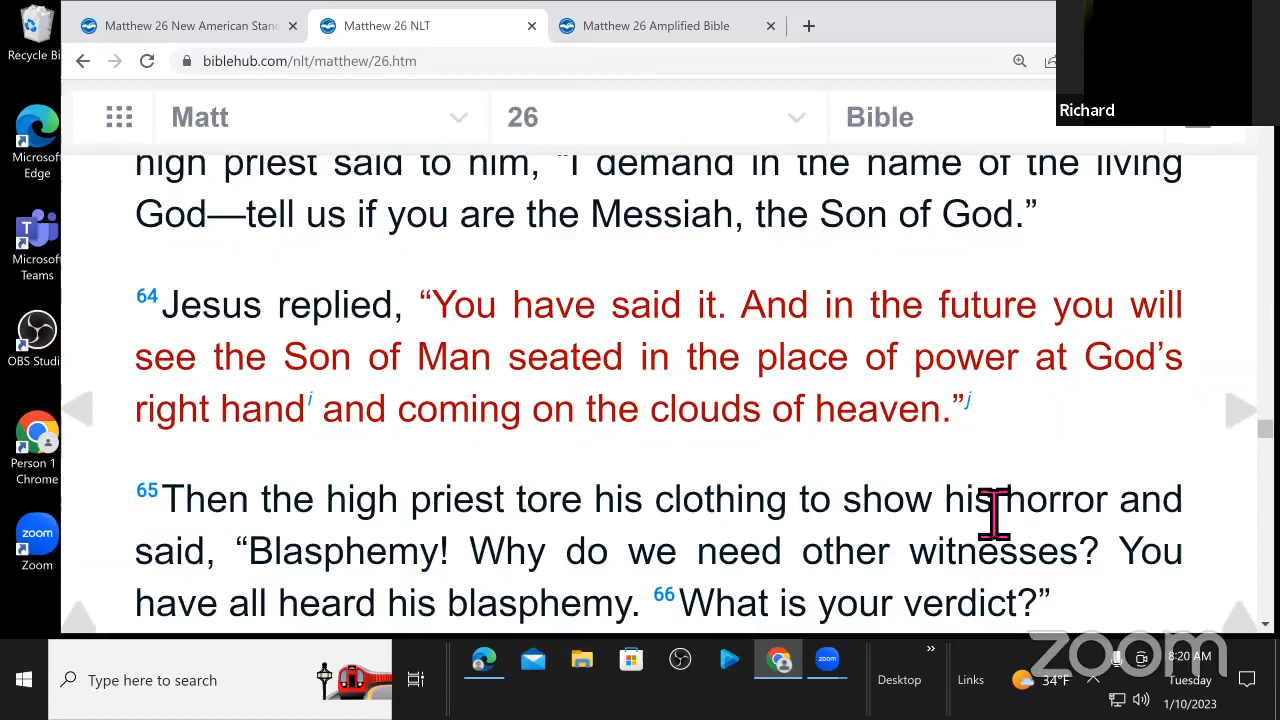 Recycle Bi
Matthew 26 New American Stand
Matthew 26 NLT
Matthew 26 Amplified Bible
biblehub.com/nlt/matthew/26.htm
Richard
Matt
26
Bible
Microsof
Edge
Microsof
Teams
OBS Studi
Person 1
Chrome
zoom
Zoom
high priest said to him, “I demand in the name of the living
God—tell us if you are the Messiah, the Son of God.”
64 Jesus replied, “You have said it. And in the future you will
see the Son of Man seated in the place of power at God’s
right hand i and coming on the clouds of heaven.” j
65 Then the high priest tore his clothing to show his horror and
said, “Blasphemy! Why do we need other witnesses? You
have all heard his blasphemy. 66 What is your verdict?”
zoom
Type here to search
zoom
»
Desktop
Links
34°F
8:20 AM
Tuesday
1/10/2023